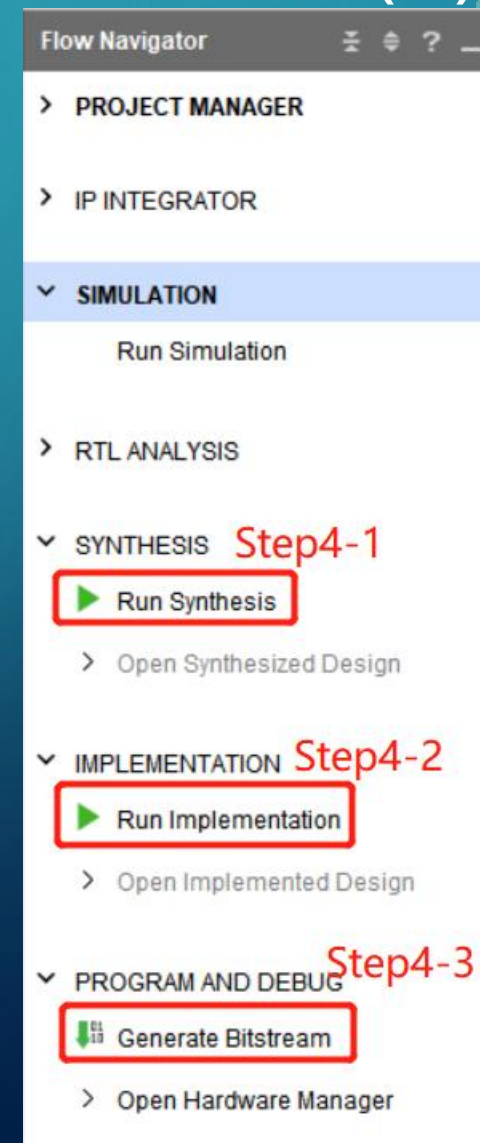 Flow Navigator ?
PROJECT MANAGER
IP INTEGRATOR
SIMULATION
Run Simulation
RTL ANALYSIS
SYNTHESIS Step4-1
Run Synthesis
Open Synthesized Design
IMPLEMENTATION Step4-2
Run Implementation
Open Implemented Design
PROGRAM AND DEBUG Step4-3
Generate Bitstream
Open Hardware Manager